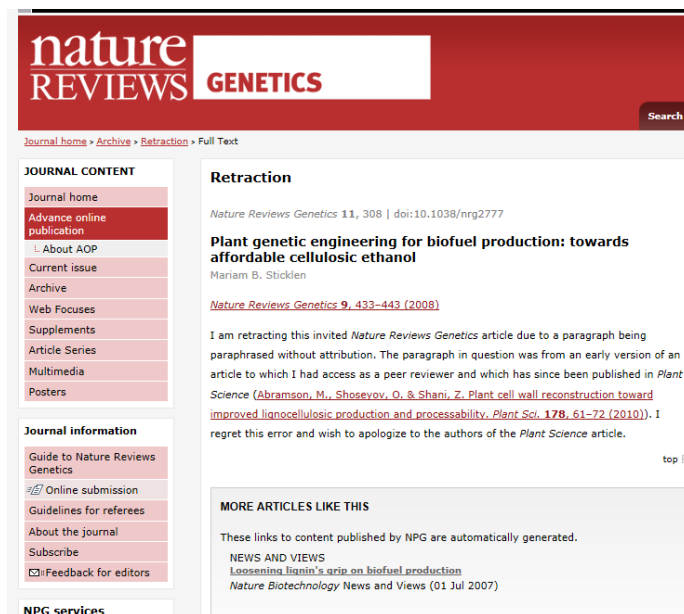 nature
REVIEWS GENETICS
Search
Journal home > Archive > Retraction > Full Text
JOURNAL CONTENT
Journal home
Advance online
publication
About AOP
Current issue
Archive
Web Focuses
Supplements
Article Series
Multimedia
Posters
Journal information
Guide to Nature Reviews
Genetics
Online submission
Guidelines for referees
About the journal
Subscribe
Feedback for editors
NPG services
Retraction
Nature Reviews Genetics 11, 308 | doi:10.1038/nrg2777
Plant genetic engineering for biofuel production: towards
affordable cellulosic ethanol
Mariam B. Sticklen
Nature Reviews Genetics 9, 433–443 (2008)
I am retracting this invited Nature Reviews Genetics article due to a paragraph being
paraphrased without attribution. The paragraph in question was from an early version of an
article to which I had access as a peer reviewer and which has since been published in Plant
Science (Abramson, M., Shoseyov, O. & Shani, Z. Plant cell wall reconstruction toward
improved lignocellulosic production and processability. Plant Sci. 178, 61–72 (2010)). I
regret this error and wish to apologize to the authors of the Plant Science article.
top
MORE ARTICLES LIKE THIS
These links to content published by NPG are automatically generated.
NEWS AND VIEWS
Loosening lignin's grip on biofuel production
Nature Biotechnology News and Views (01 Jul 2007)